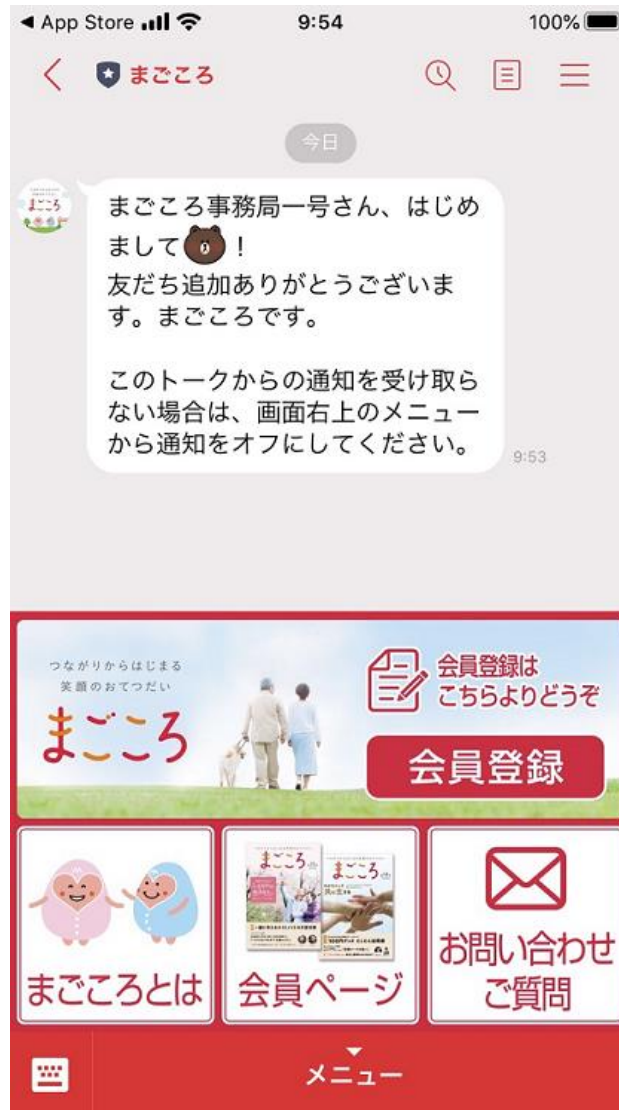 App Store
9:54
100%
まごころ
今日
まごころ事務局一号さん、はじめ
まして！
友だち追加ありがとうございま
す。まごころです。
このトークからの通知を受け取ら
ない場合は、画面右上のメニュー
から通知をオフにしてください。
9:53
つながりからはじまる
笑顔のおてつだい
まごころ
会員登録は
こちらよりどうぞ
会員登録
まごころ
まごころ
まごころとは
会員ページ
お問い合わせ
ご質問
メニュー